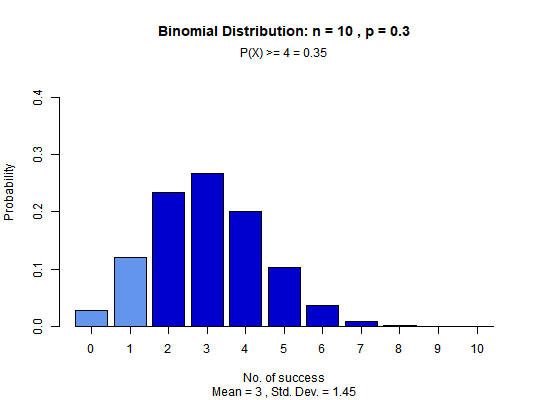 Binomial Distribution: n = 10 , p = 0.3
P(X) >= 4 = 0.35
Probability
0.4
0.3
0.2
0.1
0.0
0 1 2 3 4 5 6 7 8 9 10
No. of success
Mean = 3 , Std. Dev. = 1.45